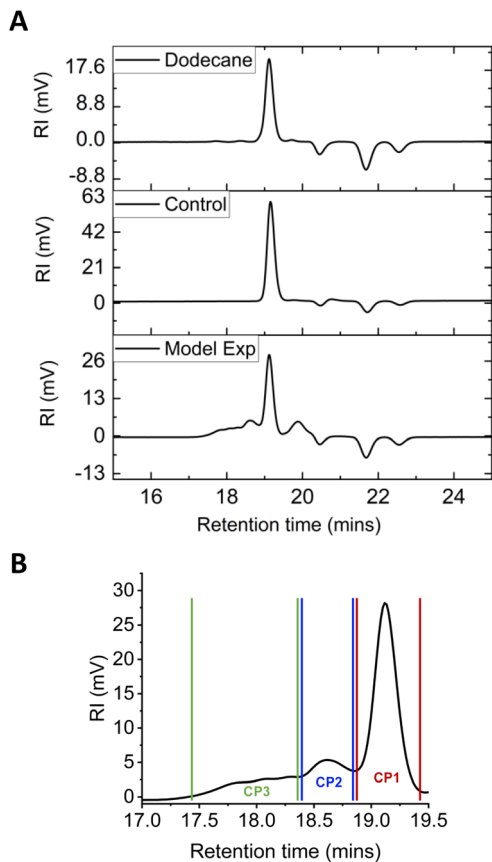 A
Dodecane
17.6
8.8
0.0
-8.8
RI (mV)
Control
63
42
21
0
RI (mV)
Model Exp
26
13
0
-13
RI (mV)
16 18 20 22 24
Retention time (mins)
B
30
25
20
15
10
5
0
RI (mV)
CP3 CP2 CP1
17.0 17.5 18.0 18.5 19.0 19.5
Retention time (mins)